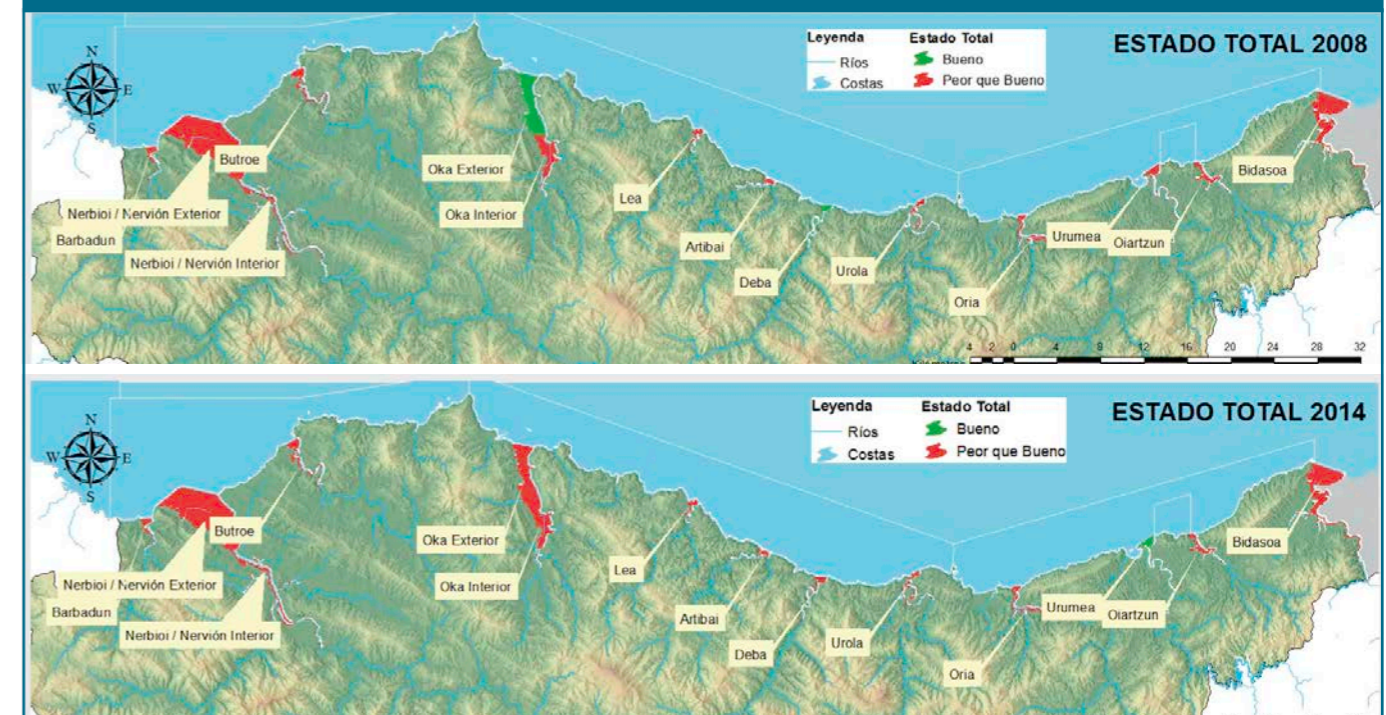 ESTADO TOTAL 2008
Leyenda
Ríos
Costas
Estado Total
Bueno
Peor que Bueno
N
W E
S
Butroe
Nerbioi / Nervión Exterior
Barbadun
Nerbioi / Nervión Interior
Oka Exterior
Oka Interior
Lea
Artibai
Deba
Urola
Oria
Urumea
Oiartzun
Bidasoa
4 2 0 4 8 12 16 20 24 28 32
ESTADO TOTAL 2014
Leyenda
Ríos
Costas
Estado Total
Bueno
Peor que Bueno
N
W E
S
Butroe
Nerbioi / Nervión Exterior
Barbadun
Nerbioi / Nervión Interior
Oka Exterior
Oka Interior
Lea
Artibai
Deba
Urola
Oria
Urumea
Oiartzun
Bidasoa